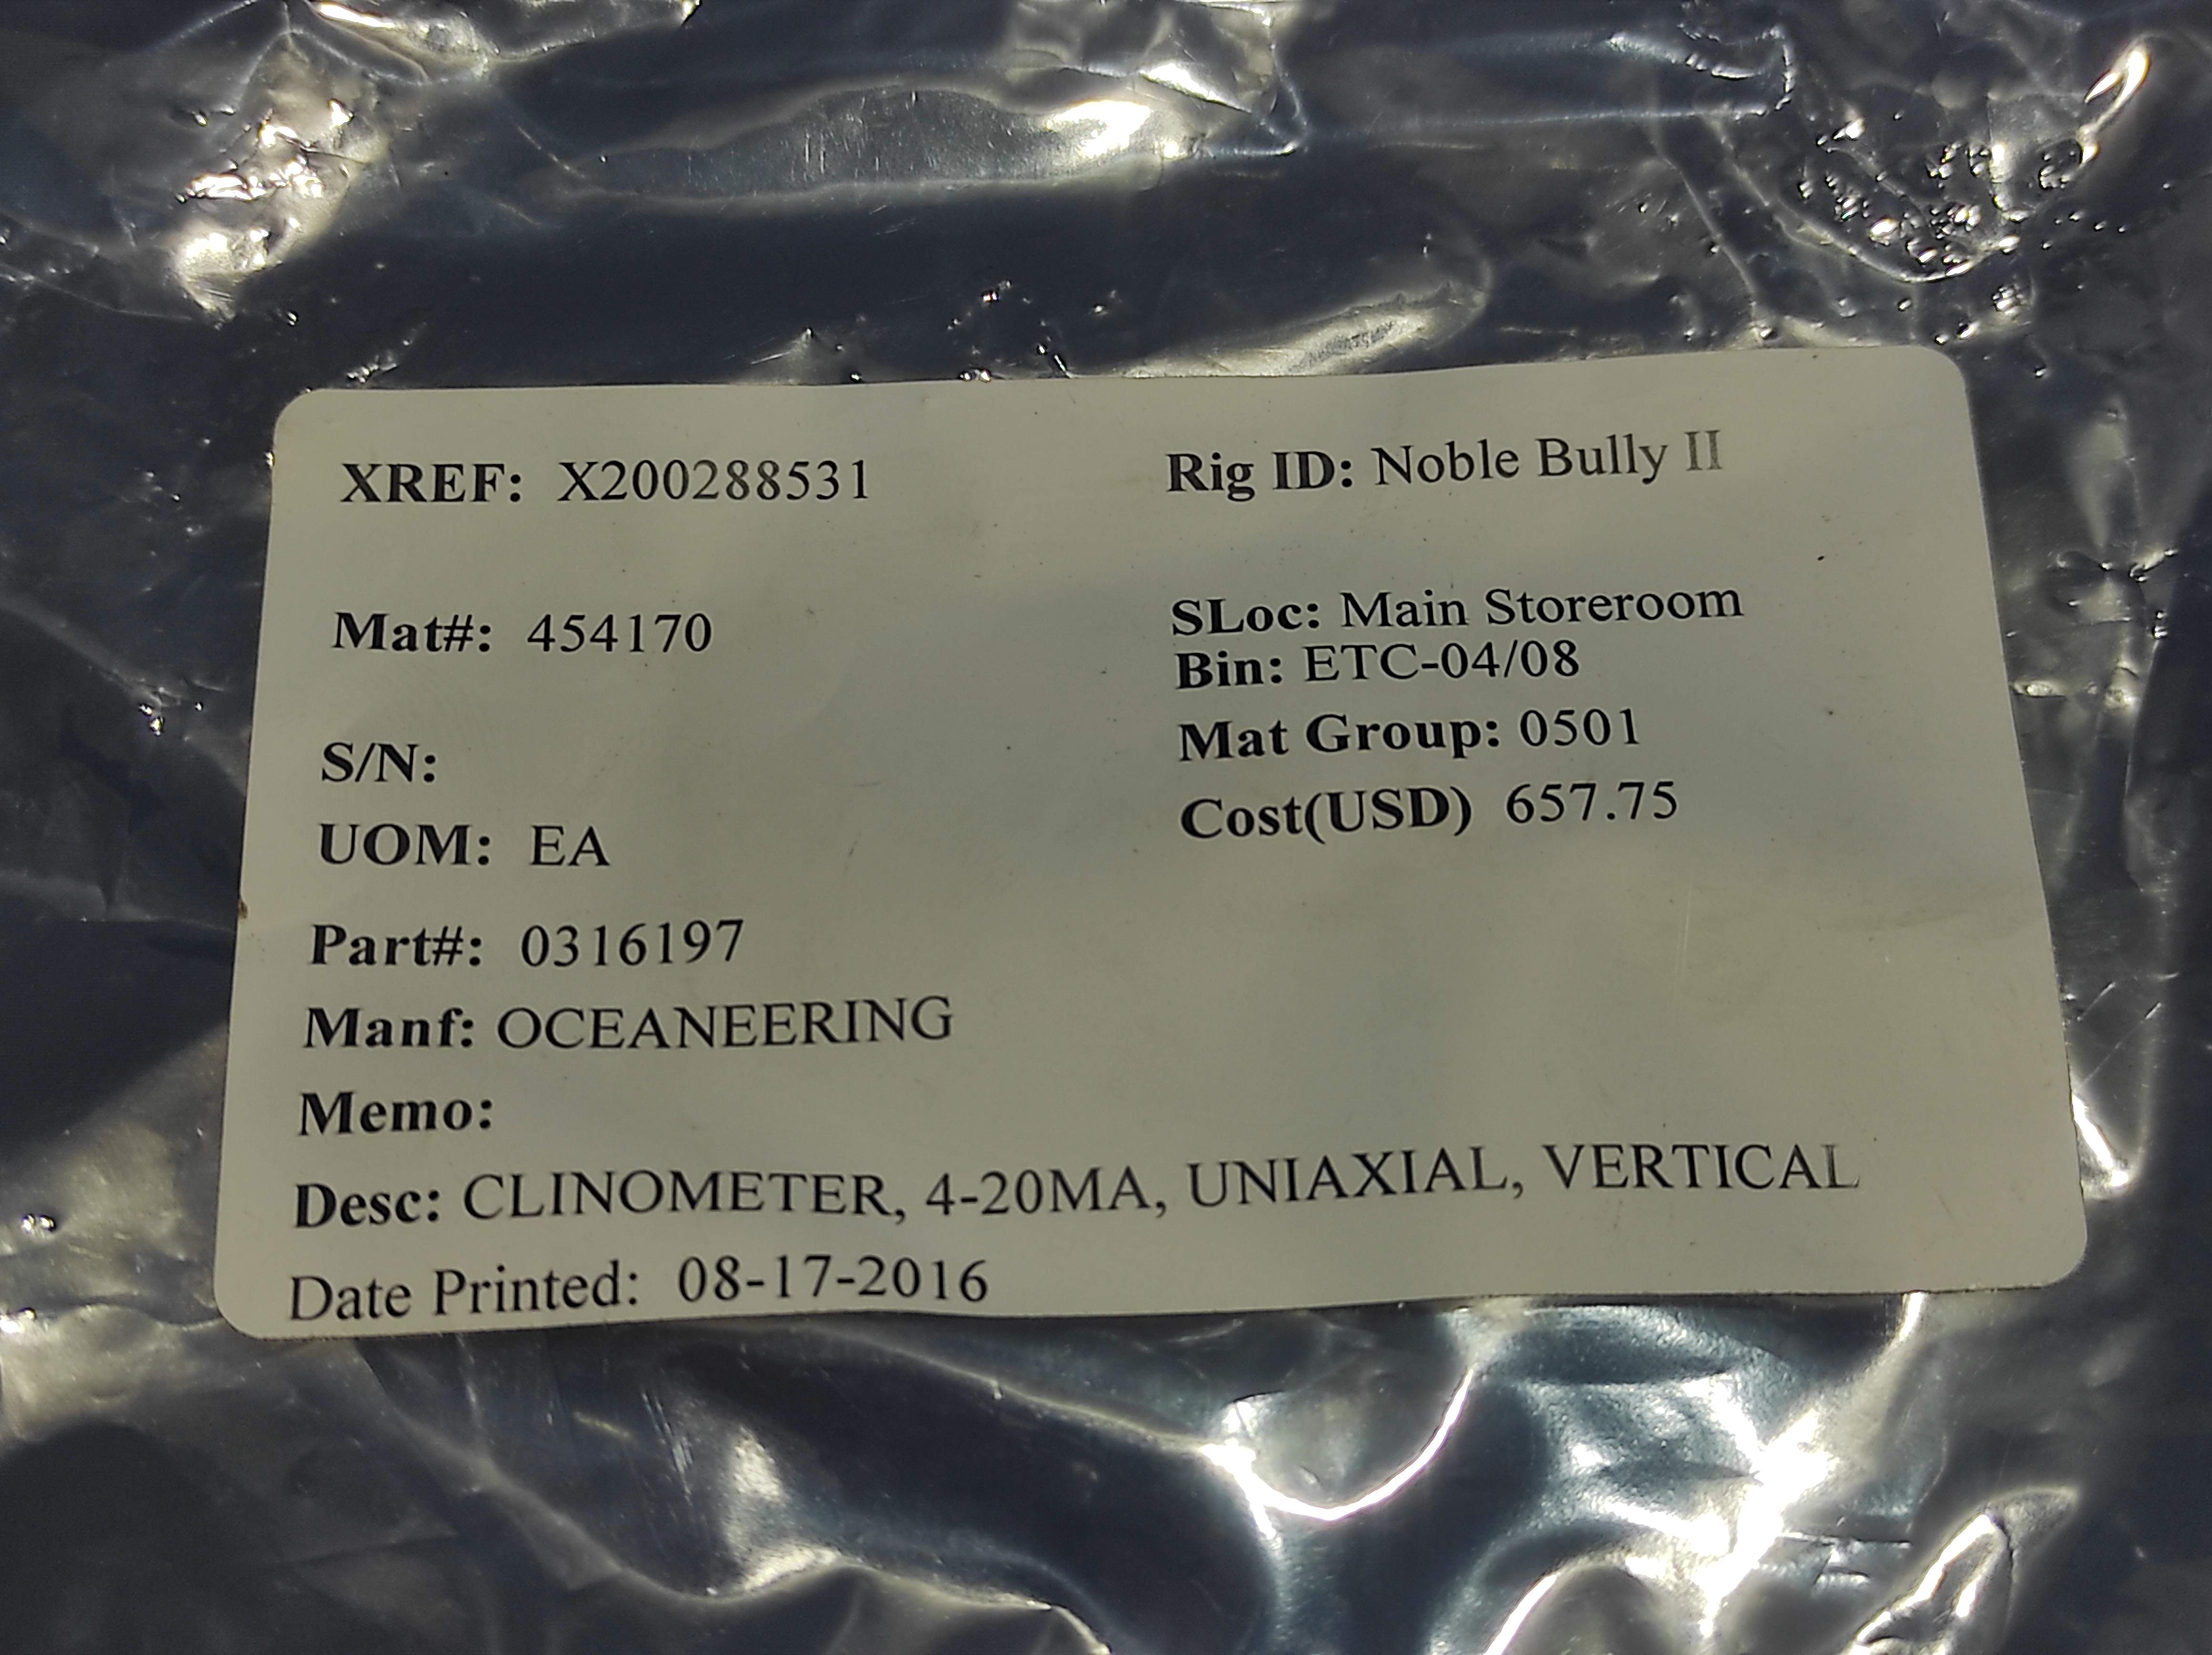 XREF: X200288531
Rig ID: Noble Bully II
Mat#: 454170
SLoc: Main Storeroom
Bin: ETC-04/08
Mat Group: 0501
Cost(USD) 657.75
S/N:
UOM: EA
Part#: 0316197
Manf: OCEANEERING
Memo:
Desc: CLINOMETER, 4-20MA, UNIAXIAL, VERTICAL
Date Printed: 08-17-2016